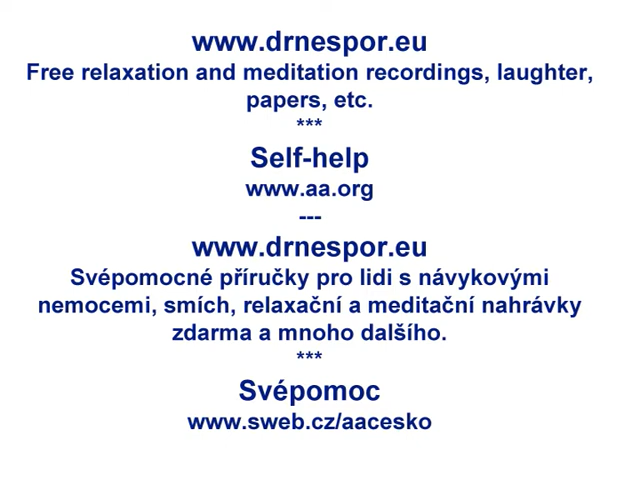 www.drnespor.eu
Free relaxation and meditation recordings, laughter,
papers, etc.
***
Self-help
www.aa.org
---
www.drnespor.eu
Svépomocné příručky pro lidi s návykovými
nemocemi, smích, relaxační a meditační nahrávky
zdarma a mnoho dalšího.
***
Svépomoc
www.sweb.cz/aacesko